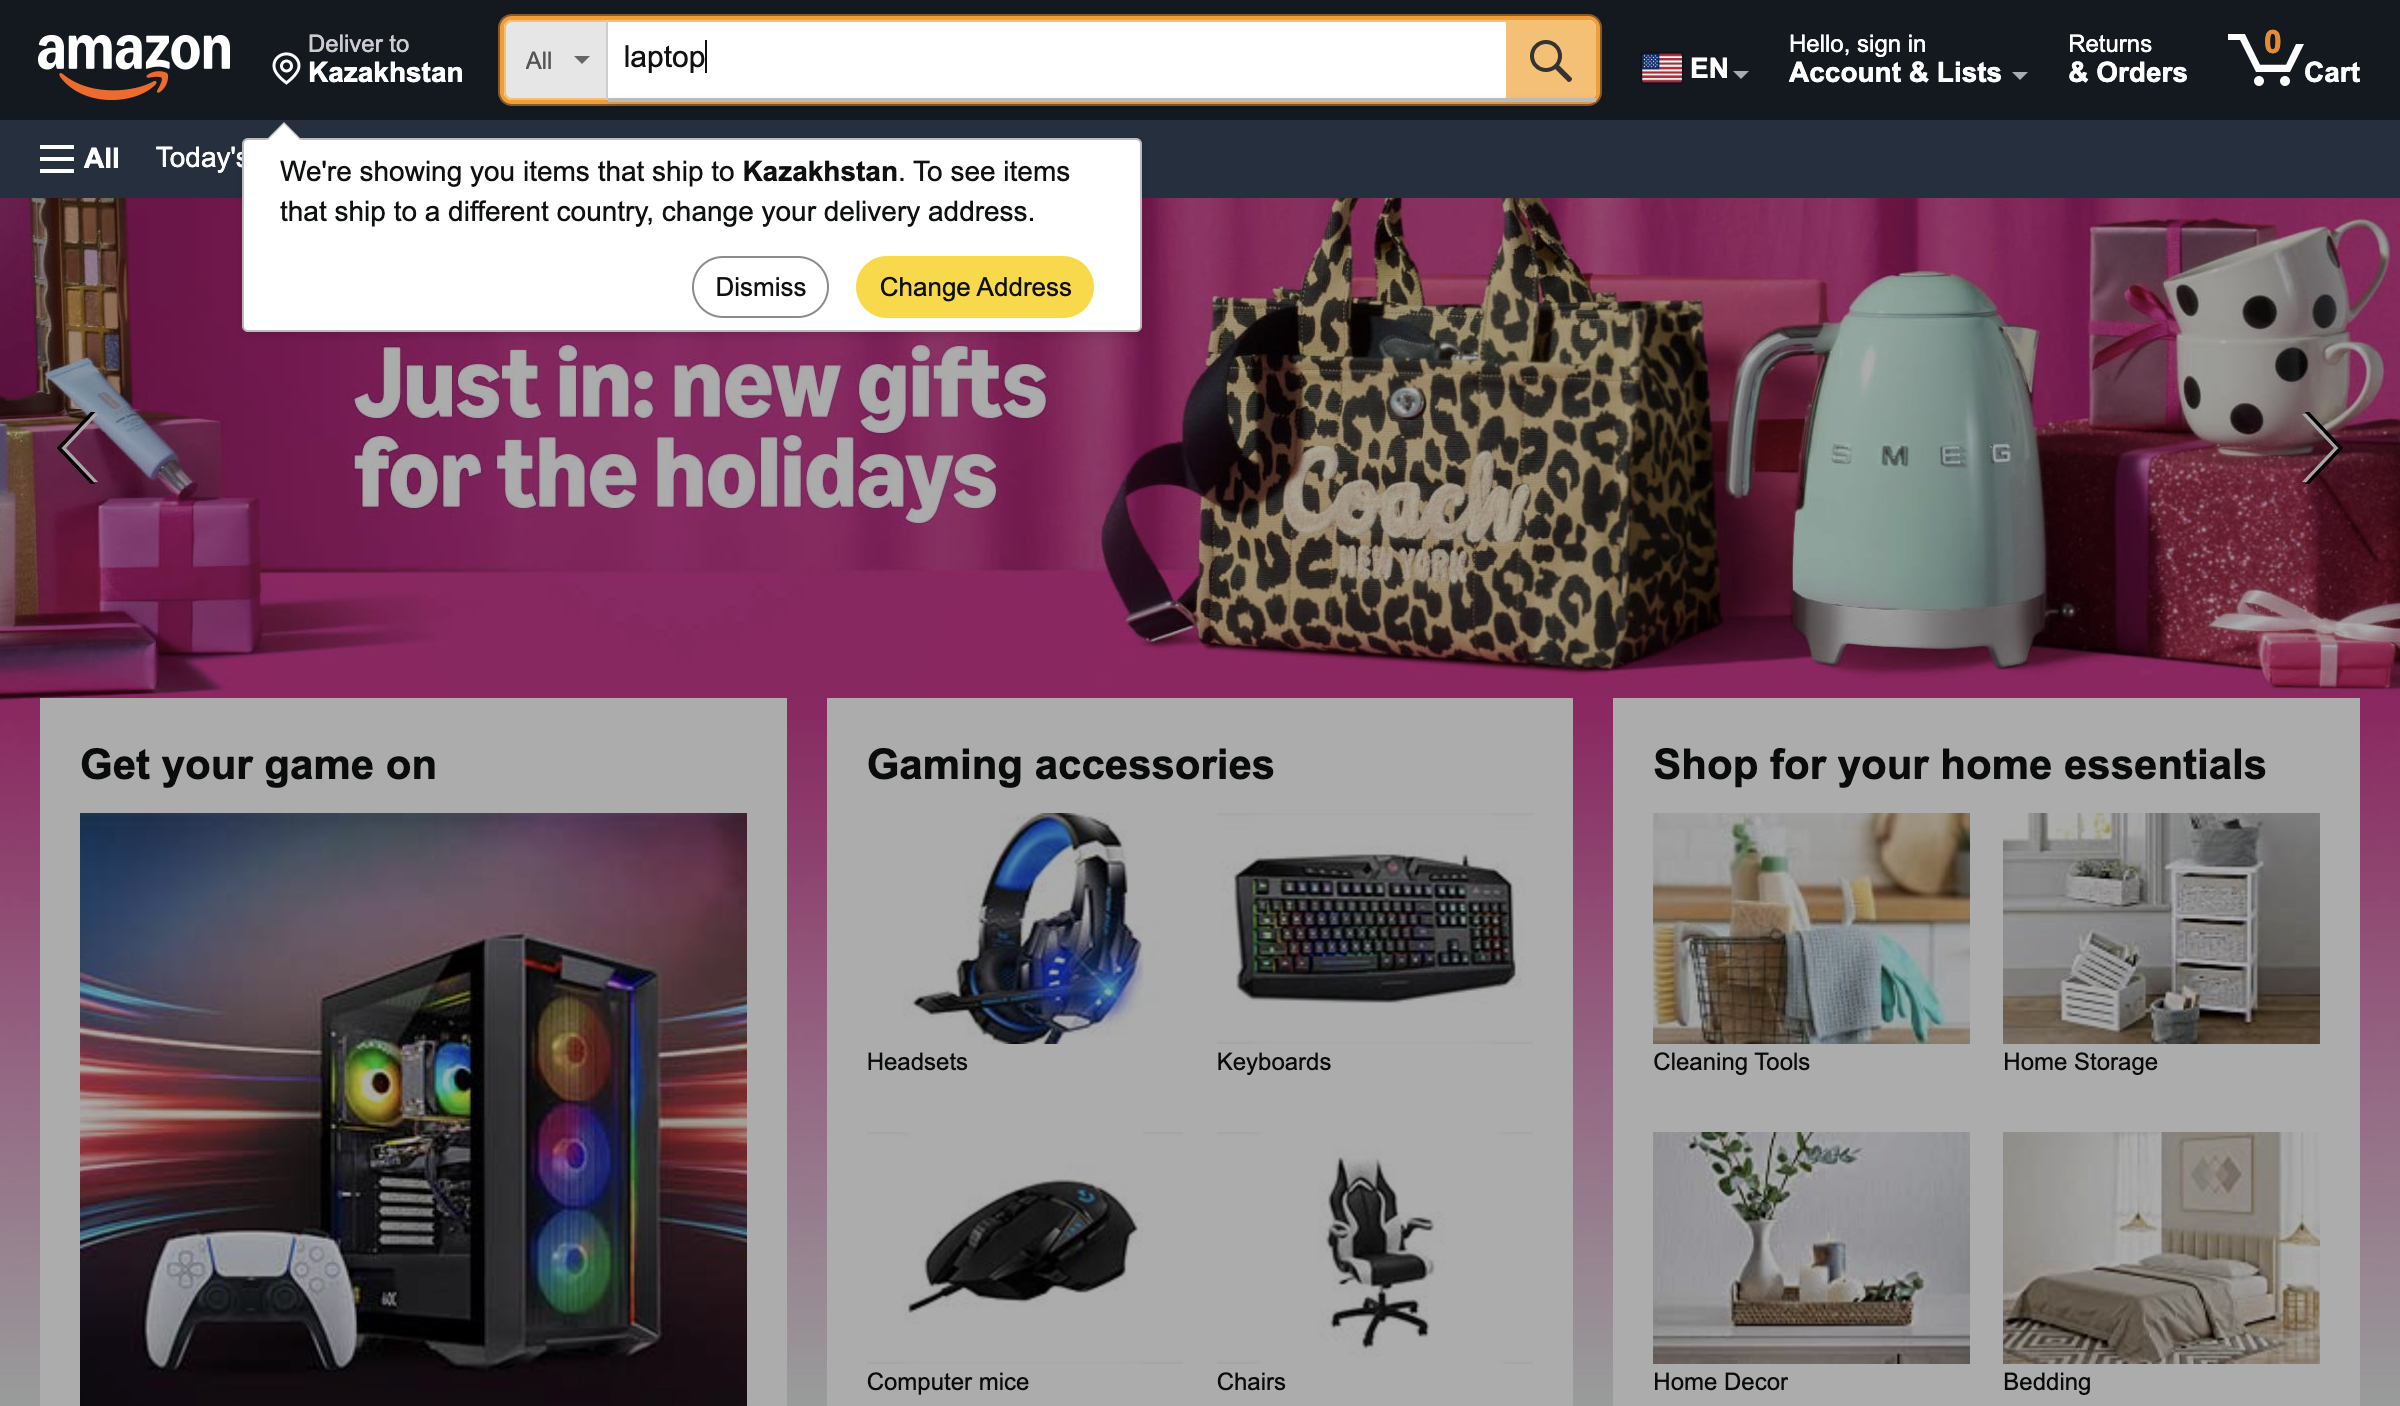 amazon
Deliver to
Kazakhstan
All
laptop
EN
Hello, sign in
Account & Lists
Returns
& Orders
0
Cart
All
Today's
We're showing you items that ship to Kazakhstan. To see items
that ship to a different country, change your delivery address.
Dismiss
Change Address
Just in: new gifts
for the holidays
Coach
NEW YORK
SMEG
Get your game on
Gaming accessories
Headsets
Keyboards
Computer mice
Chairs
Shop for your home essentials
Cleaning Tools
Home Storage
Home Decor
Bedding